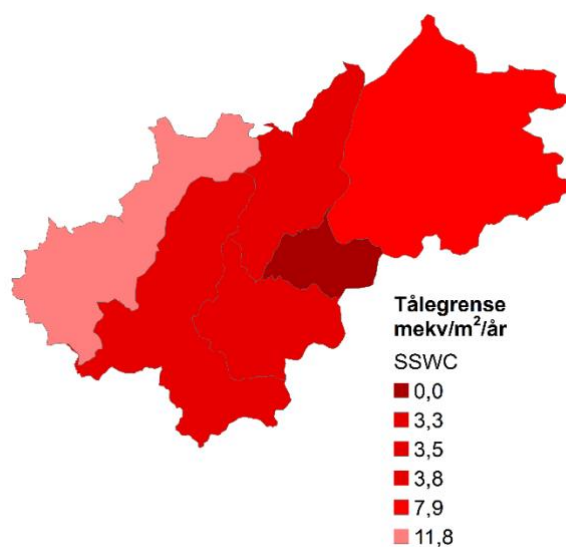 Tålegrense
mekv/m²/år
SSWC
0,0
3,3
3,5
3,8
7,9
11,8